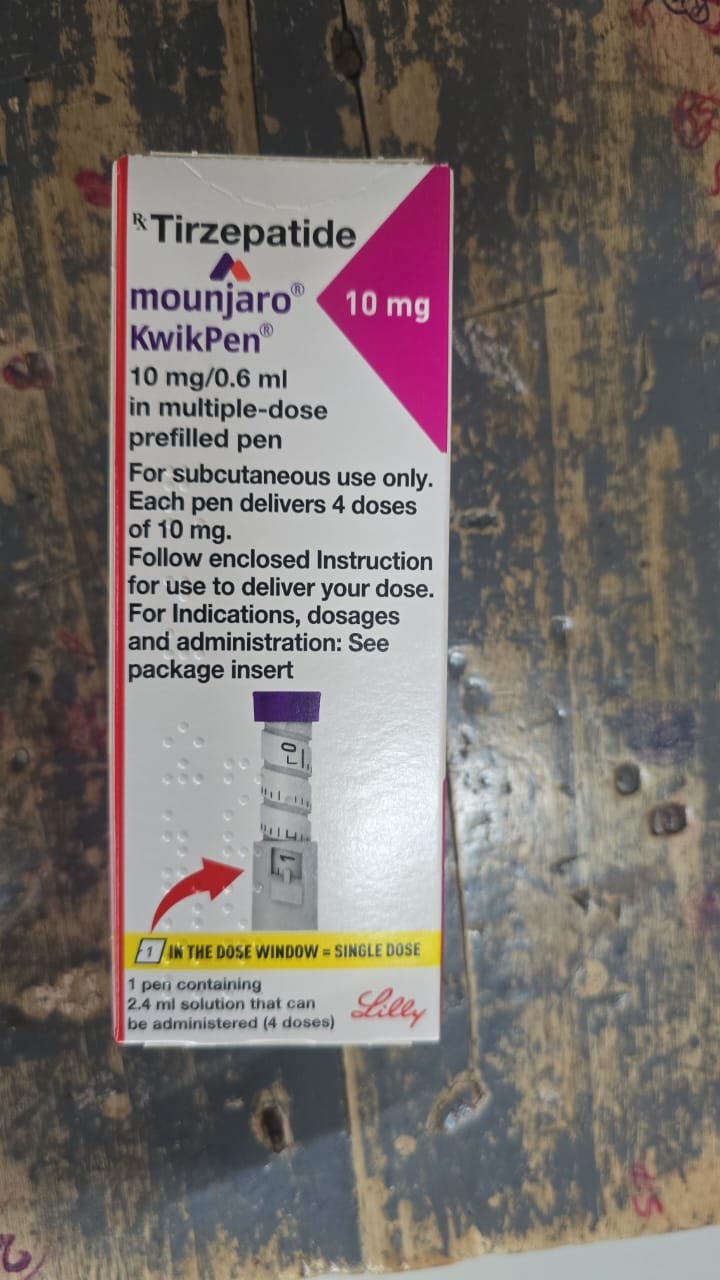 ℞ Tirzepatide
mounjaro®
KwikPen®
10 mg
10 mg/0.6 ml
in multiple-dose
prefilled pen
For subcutaneous use only.
Each pen delivers 4 doses
of 10 mg.
Follow enclosed Instruction
for use to deliver your dose.
For Indications, dosages
and administration: See
package insert
0
1
1 IN THE DOSE WINDOW = SINGLE DOSE
1 pen containing
2.4 ml solution that can
be administered (4 doses)
Lilly